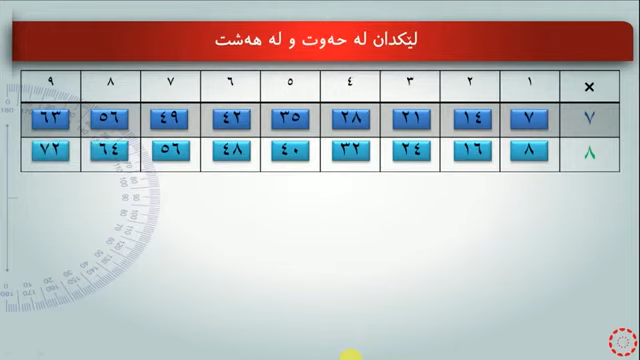 لێکدان لە حەوت و لە هەشت
× ١ ٢ ٣ ٤ ٥ ٦ ٧ ٨ ٩
٧ ٧ ١٤ ٢١ ٢٨ ٣٥ ٤٢ ٤٩ ٥٦ ٦٣
٨ ٨ ١٦ ٢٤ ٣٢ ٤٠ ٤٨ ٥٦ ٦٤ ٧٢